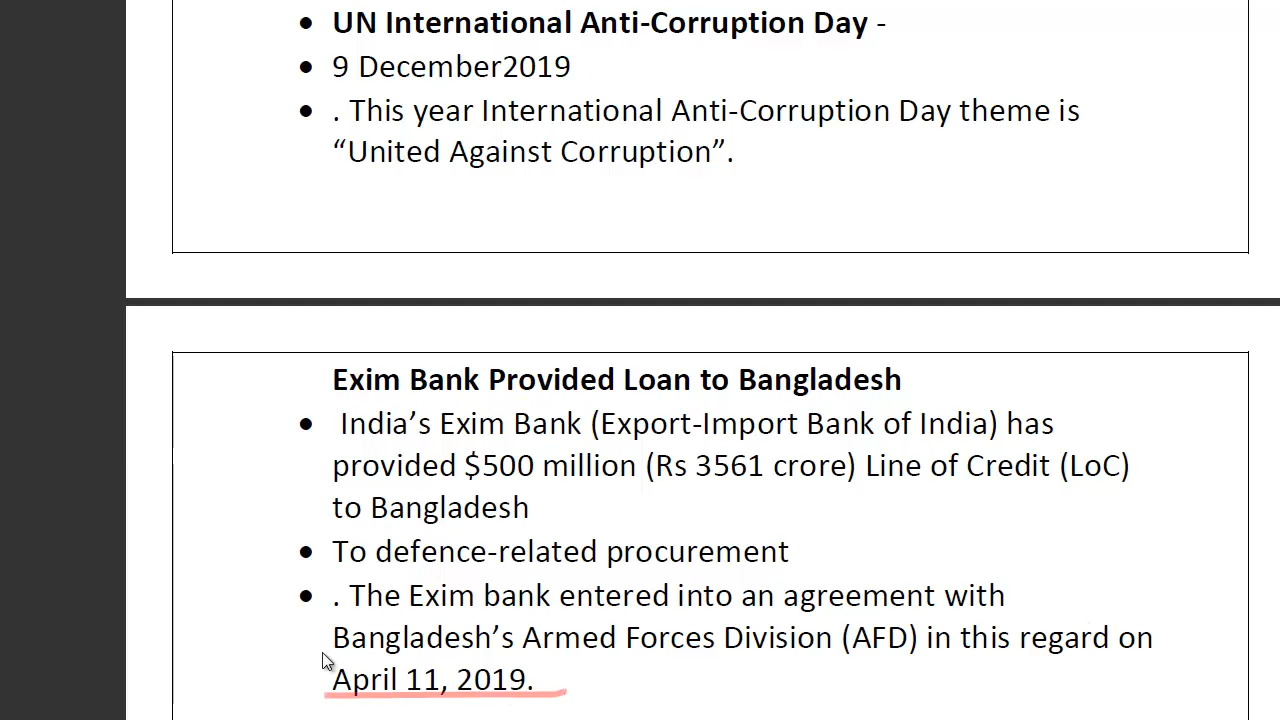 • UN International Anti-Corruption Day -
• 9 December2019
• . This year International Anti-Corruption Day theme is
“United Against Corruption”.
Exim Bank Provided Loan to Bangladesh
• India’s Exim Bank (Export-Import Bank of India) has
provided $500 million (Rs 3561 crore) Line of Credit (LoC)
to Bangladesh
• To defence-related procurement
• . The Exim bank entered into an agreement with
Bangladesh’s Armed Forces Division (AFD) in this regard on
April 11, 2019.